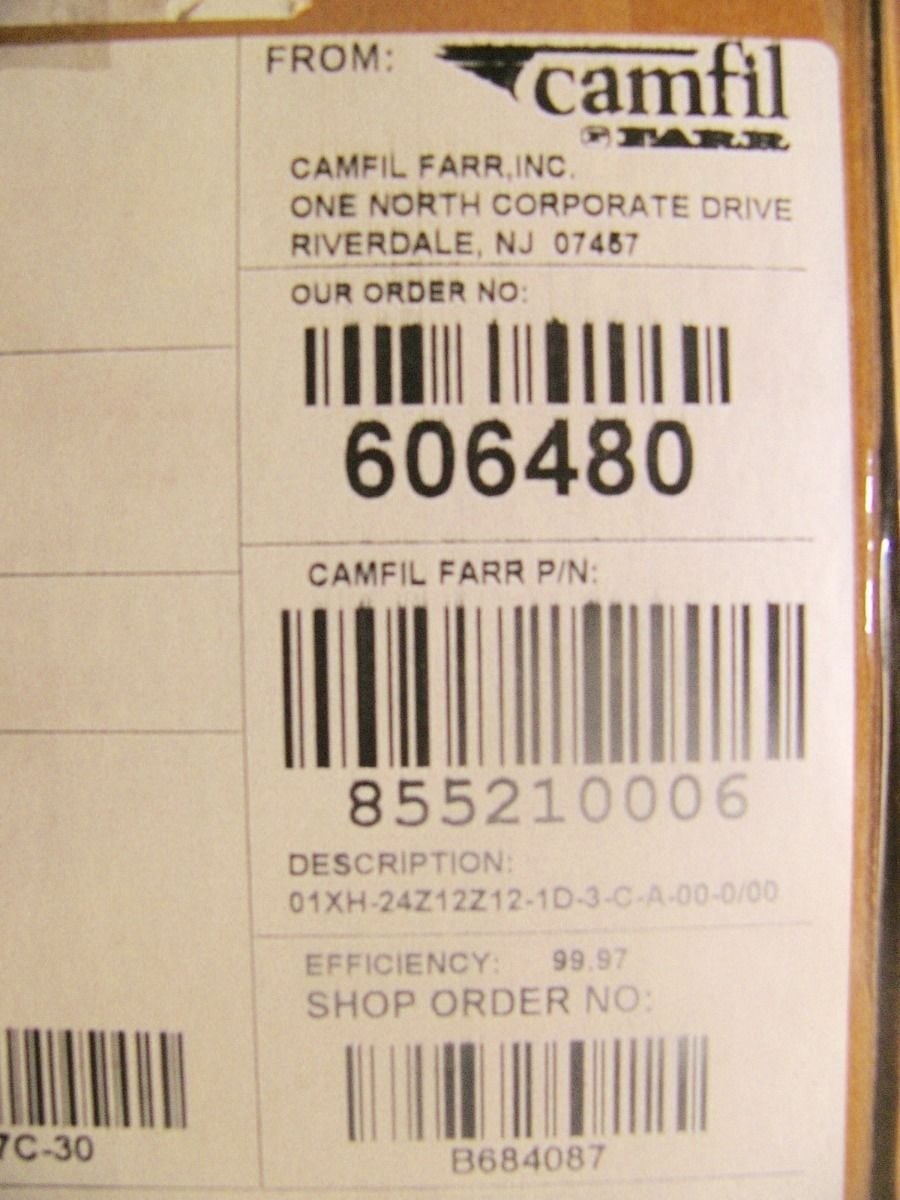 FROM:
camfil
FARR
CAMFIL FARR,INC.
ONE NORTH CORPORATE DRIVE
RIVERDALE, NJ 07457
OUR ORDER NO:
606480
CAMFIL FARR P/N:
855210006
DESCRIPTION:
01XH-24Z12Z12-1D-3-C-A-00-0/00
EFFICIENCY: 99.97
SHOP ORDER NO:
B684087
7C-30